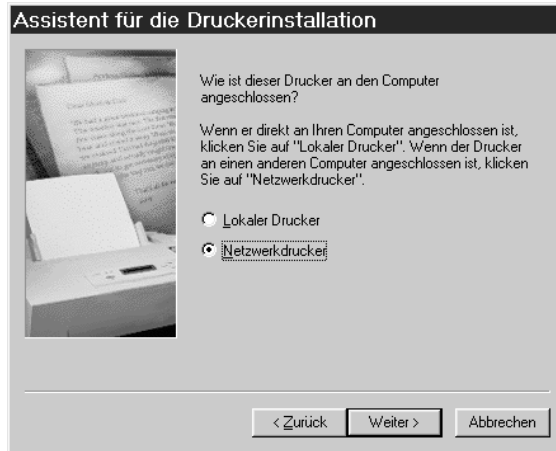 Assistent für die Druckerinstallation
Wie ist dieser Drucker an den Computer
angeschlossen?
Wenn er direkt an Ihren Computer angeschlossen ist,
klicken Sie auf "Lokaler Drucker". Wenn der Drucker
an einen anderen Computer angeschlossen ist, klicken
Sie auf "Netzwerkdrucker".
Lokaler Drucker
Netzwerkdrucker
< Zurück
Weiter >
Abbrechen